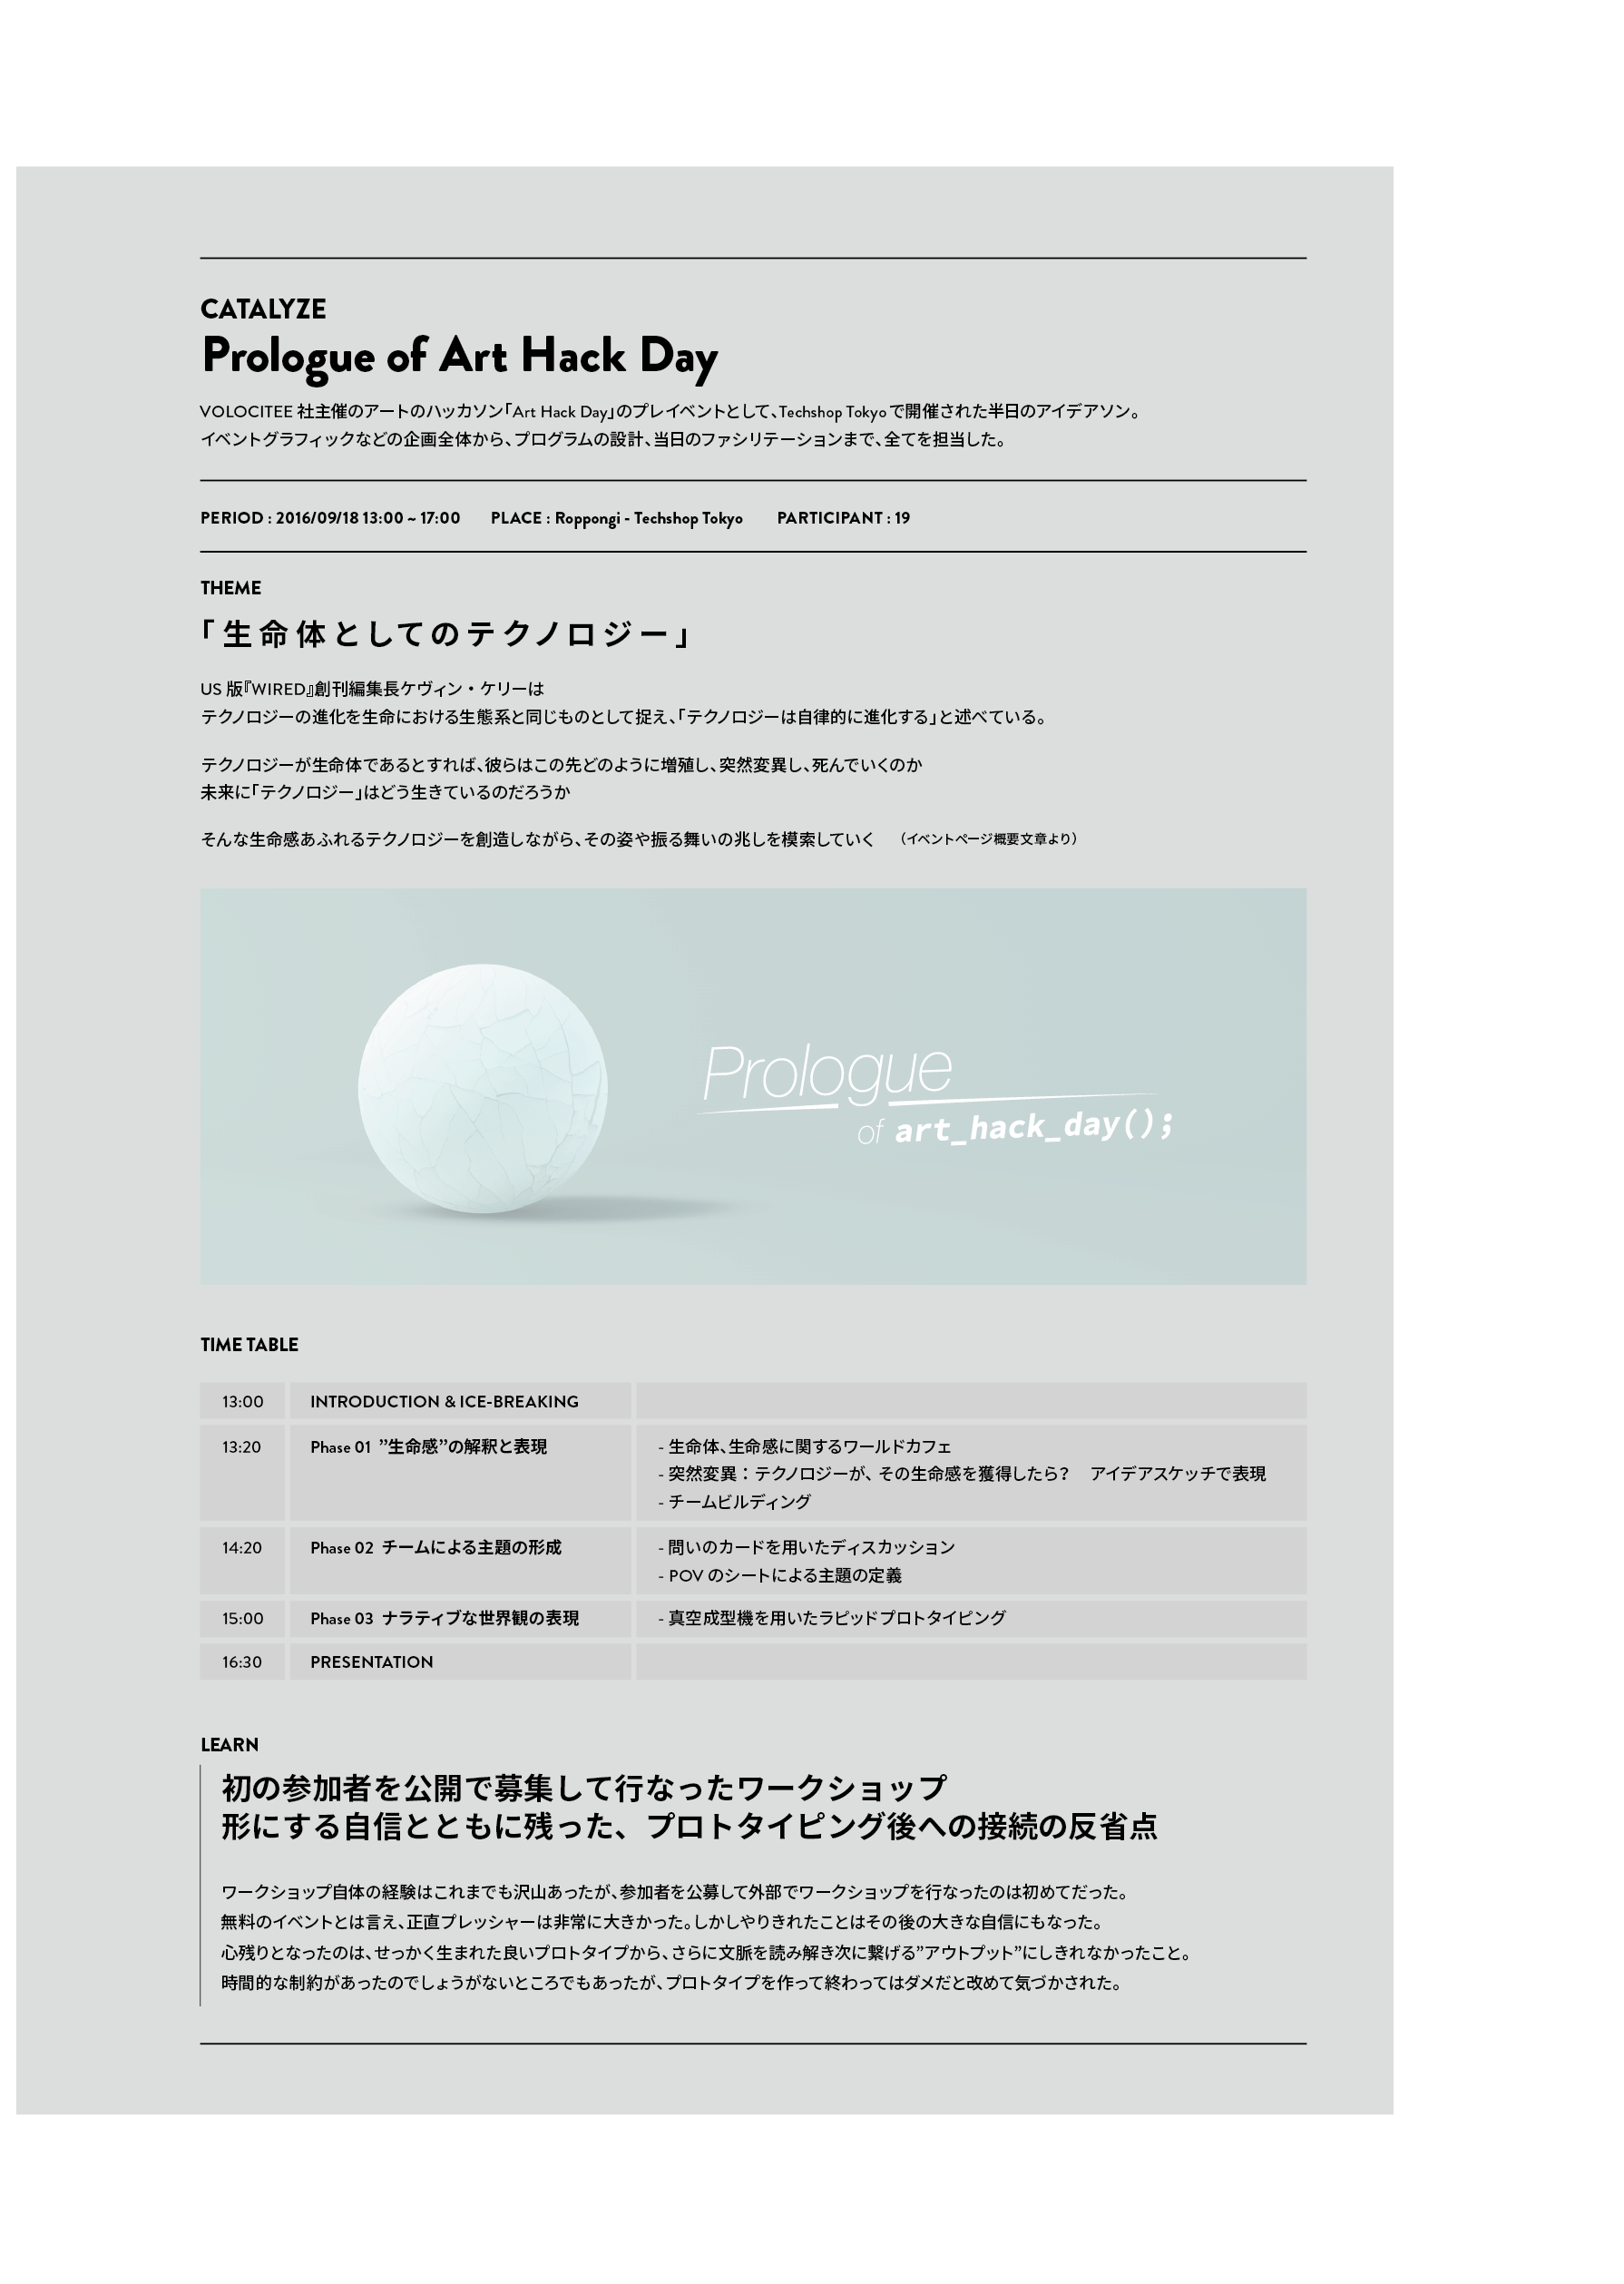 CATALYZE
Prologue of Art Hack Day
VOLOCITEE 社主催のアートのハッカソン「Art Hack Day」のプレイベントとして、Techshop Tokyo で開催された半日のアイデアソン。
イベントグラフィックなどの企画全体から、プログラムの設計、当日のファシリテーションまで、全てを担当した。
PERIOD : 2016/09/18 13:00 ~ 17:00 PLACE : Roppongi - Techshop Tokyo PARTICIPANT : 19
THEME
「生命体としてのテクノロジー」
US 版『WIRED』創刊編集長ケヴィン・ケリーは
テクノロジーの進化を生命における生態系と同じものとして捉え、「テクノロジーは自律的に進化する」と述べている。
テクノロジーが生命体であるとすれば、彼らはこの先どのように増殖し、突然変異し、死んでいくのか
未来に「テクノロジー」はどう生きているのだろうか
そんな生命感あふれるテクノロジーを創造しながら、その姿や振る舞いの兆しを模索していく （イベントページ概要文章より）
Prologue
of art_hack_day();
TIME TABLE
13:00 INTRODUCTION & ICE-BREAKING
13:20 Phase 01 ”生命感”の解釈と表現 - 生命体、生命感に関するワールドカフェ
- 突然変異：テクノロジーが、その生命感を獲得したら？ アイデアスケッチで表現
- チームビルディング
14:20 Phase 02 チームによる主題の形成 - 問いのカードを用いたディスカッション
- POV のシートによる主題の定義
15:00 Phase 03 ナラティブな世界観の表現 - 真空成型機を用いたラピッドプロトタイピング
16:30 PRESENTATION
LEARN
初の参加者を公開で募集して行なったワークショップ
形にする自信とともに残った、プロトタイピング後への接続の反省点
ワークショップ自体の経験はこれまでも沢山あったが、参加者を公募して外部でワークショップを行なったのは初めてだった。
無料のイベントとは言え、正直プレッシャーは非常に大きかった。しかしやりきれたことはその後の大きな自信にもなった。
心残りとなったのは、せっかく生まれた良いプロトタイプから、さらに文脈を読み解き次に繋げる”アウトプット”にしきれなかったこと。
時間的な制約があったのでしょうがないところでもあったが、プロトタイプを作って終わってはダメだと改めて気づかされた。